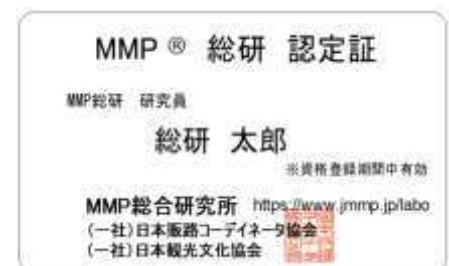 MMP ® 総研 認定証
MMP総研 研究員
総研 太郎
※資格登録期間中有効
MMP総合研究所 https://www.jmmp.jp/labo
(一社)日本販路コーデイネータ協会
(一社)日本観光文化協会